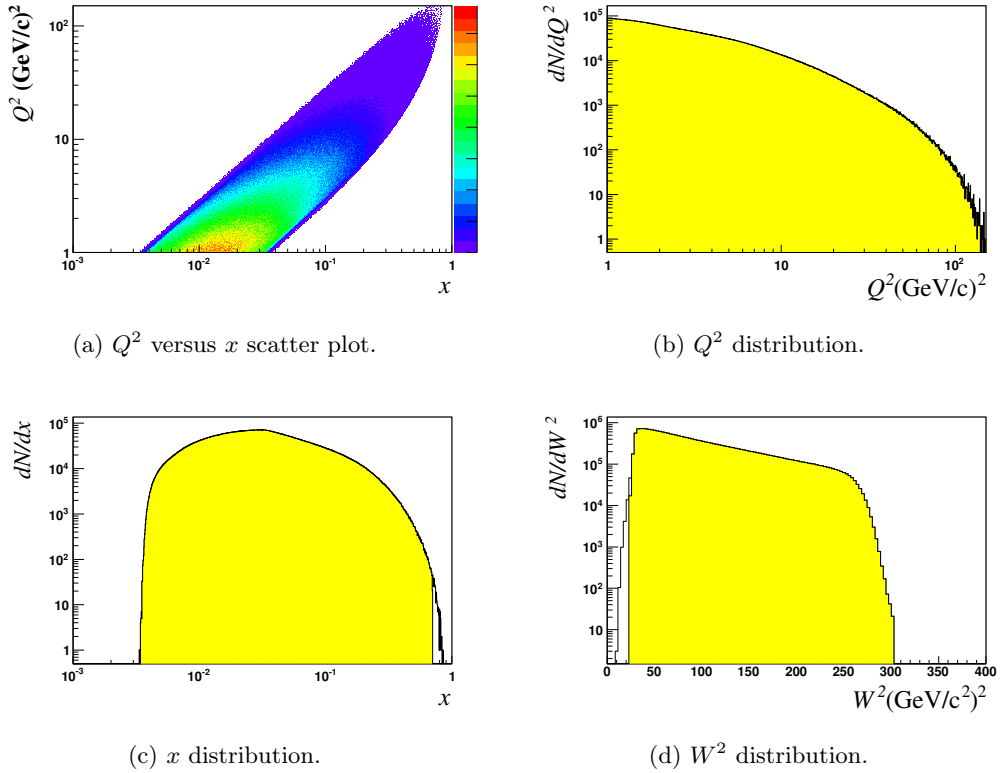 Q² (GeV/c)²
10²
10
1
10⁻³ 10⁻² 10⁻¹ 1
x
(a) Q² versus x scatter plot.
dN/dQ²
10⁵
10⁴
10³
10²
10
1
1 10 10²
Q²(GeV/c)²
(b) Q² distribution.
dN/dx
10⁵
10⁴
10³
10²
10
1
10⁻³ 10⁻² 10⁻¹ 1
x
(c) x distribution.
dN/dW²
10⁶
10⁵
10⁴
10³
10²
10
1
0 50 100 150 200 250 300 350 400
W²(GeV/c²)²
(d) W² distribution.